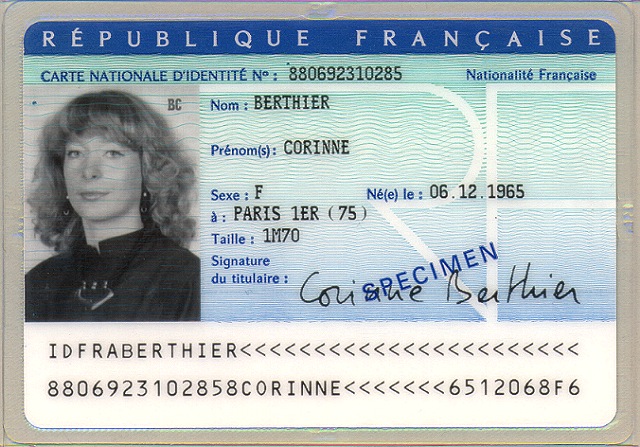 RÉPUBLIQUE FRANÇAISE
CARTE NATIONALE D'IDENTITÉ Nº : 880692310285 Nationalité Française
BC
Nom : BERTHIER
Prénom(s) : CORINNE
Sexe : F Né(e) le : 06.12.1965
à : PARIS 1ER (75)
Taille : 1M70
Signature
du titulaire : Corinne Berthier
SPECIMEN
IDFRABERTHIER<<<<<<<<<<<<<<<<<<<<<<<
8806923102858CORINNE<<<<<<<6512068F6